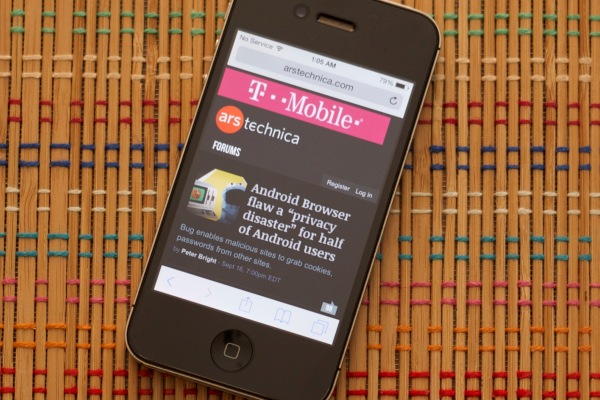 No Service
1:05 AM
79%
arstechnica.com
T··Mobile·
ars technica
FORUMS
Register Log in
Android Browser
flaw a “privacy
disaster” for half
of Android users
Bug enables malicious sites to grab cookies,
passwords from other sites.
by Peter Bright - Sept 16, 7:00pm EDT